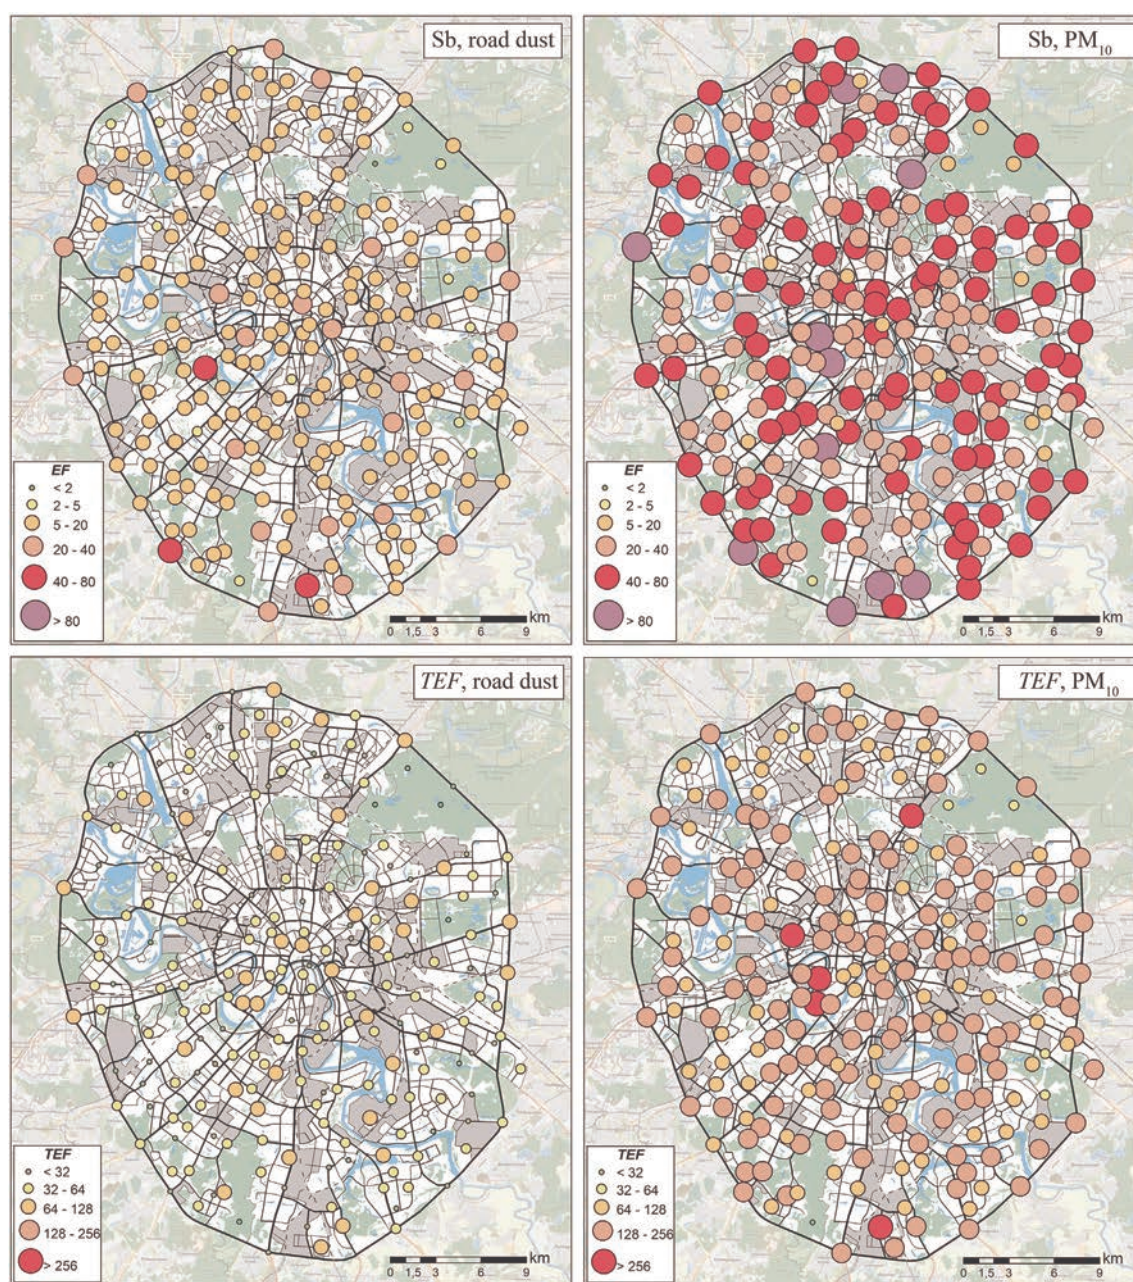 Sb, road dust
EF
< 2
2 - 5
5 - 20
20 - 40
40 - 80
> 80
km
0 1,5 3 6 9
Sb, PM10
EF
< 2
2 - 5
5 - 20
20 - 40
40 - 80
> 80
km
0 1,5 3 6 9
TEF, road dust
TEF
< 32
32 - 64
64 - 128
128 - 256
> 256
km
0 1,5 3 6 9
TEF, PM10
TEF
< 32
32 - 64
64 - 128
128 - 256
> 256
km
0 1,5 3 6 9